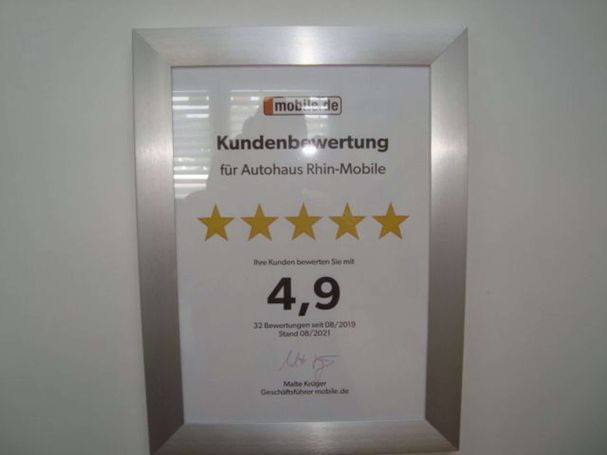 mobile.de
Kundenbewertung
für Autohaus Rhin-Mobile
Ihre Kunden bewerten Sie mit
4,9
32 Bewertungen seit 08/2019
Stand 08/2021
Malte Krüger
Geschäftsführer mobile.de